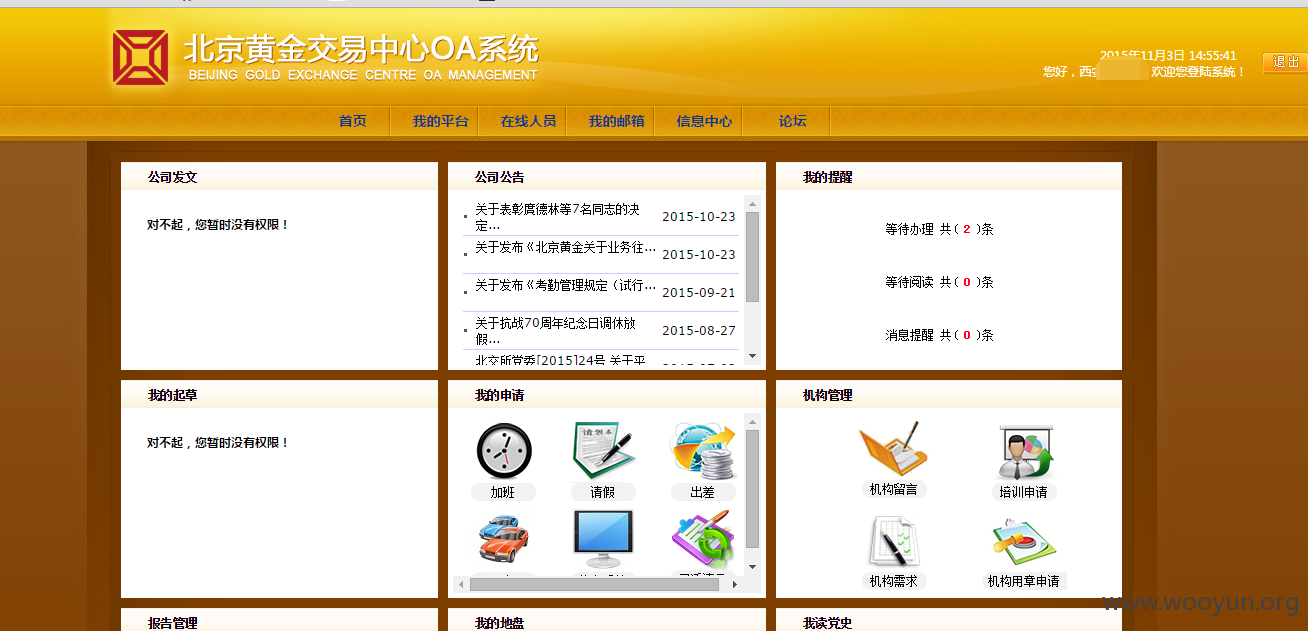 北京黄金交易中心OA系统
BEIJING GOLD EXCHANGE CENTRE OA MANAGEMENT
2015年11月3日 14:55:41
您好，西 欢迎您登陆系统！
退出
首页 我的平台 在线人员 我的邮箱 信息中心 论坛
公司发文
对不起，您暂时没有权限！
公司公告
关于表彰庹德林等7名同志的决
定... 2015-10-23
关于发布《北京黄金关于业务往... 2015-10-23
关于发布《考勤管理规定（试行... 2015-09-21
关于抗战70周年纪念日调休放
假... 2015-08-27
北交所党委[2015]24号 关于平
我的提醒
等待办理 共( 2 )条
等待阅读 共( 0 )条
消息提醒 共( 0 )条
我的起草
对不起，您暂时没有权限！
我的申请
请假条
加班 请假 出差
机构管理
机构留言 培训申请
机构需求 机构用章申请
报告管理
我的地盘
我读党史
www.wooyun.org